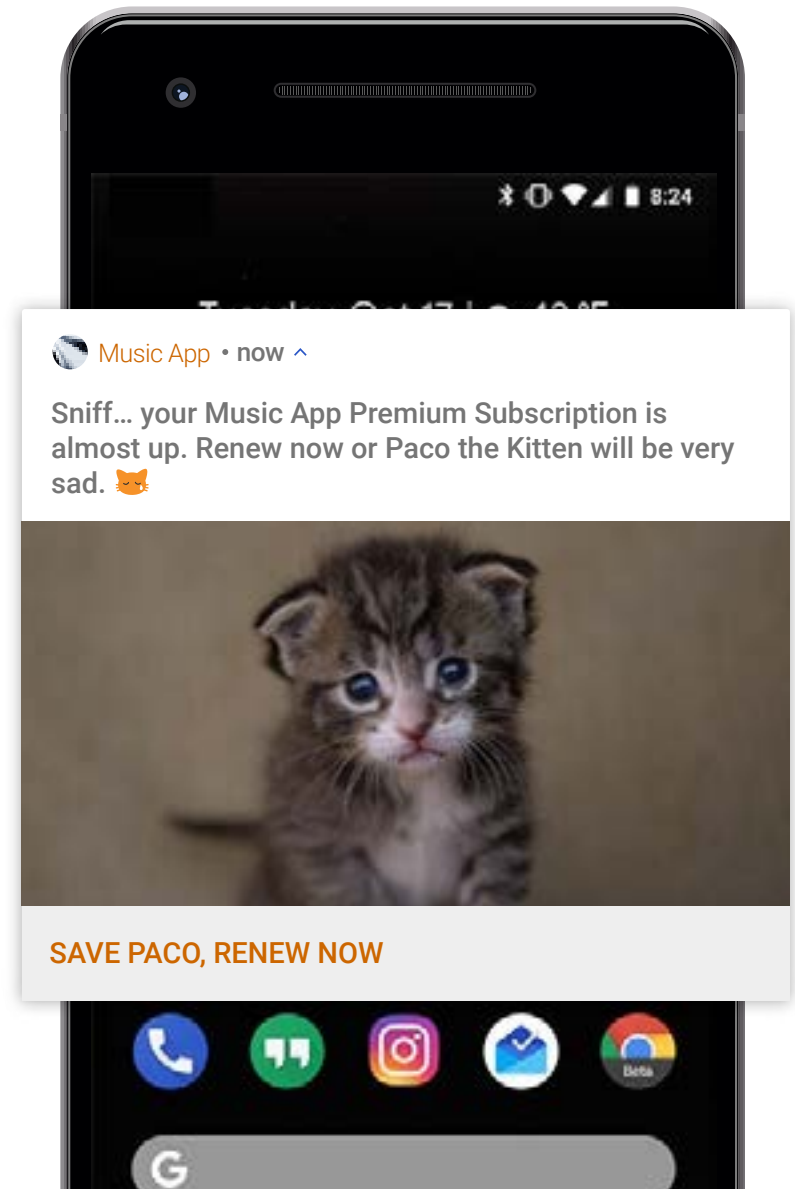 8:24
Music App • now
Sniff... your Music App Premium Subscription is
almost up. Renew now or Paco the Kitten will be very
sad. 😿
SAVE PACO, RENEW NOW
Beta
G